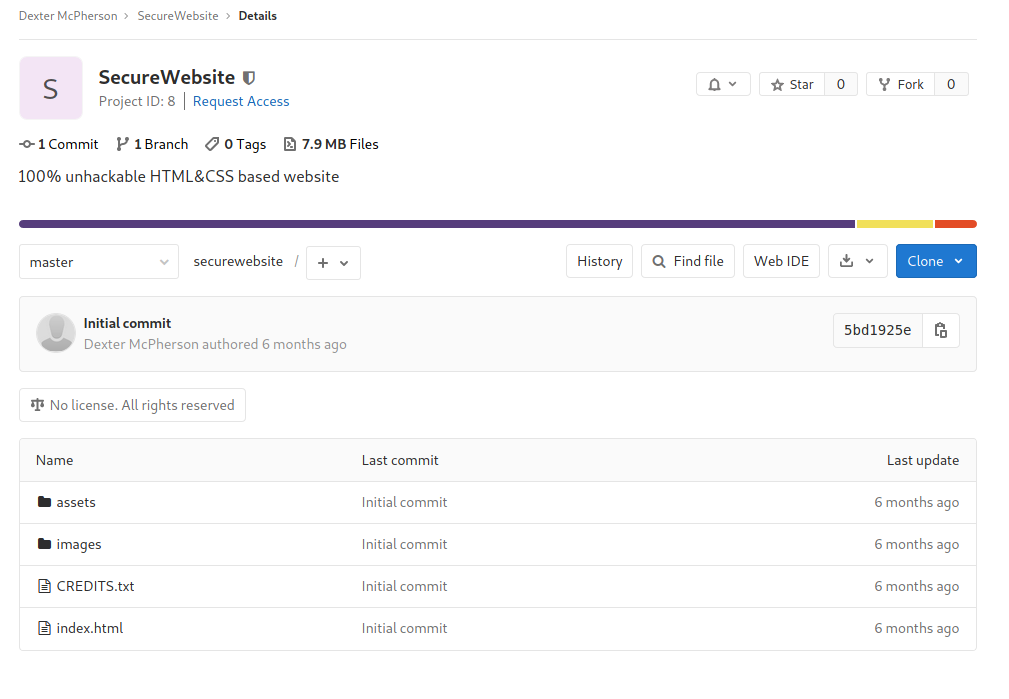 Dexter McPherson › SecureWebsite › Details
S
SecureWebsite
Project ID: 8 | Request Access
Star 0 Fork 0
1 Commit 1 Branch 0 Tags 7.9 MB Files
100% unhackable HTML&CSS based website
master securewebsite / + History Find file Web IDE Clone
Initial commit
Dexter McPherson authored 6 months ago
5bd1925e
No license. All rights reserved
Name Last commit Last update
assets Initial commit 6 months ago
images Initial commit 6 months ago
CREDITS.txt Initial commit 6 months ago
index.html Initial commit 6 months ago